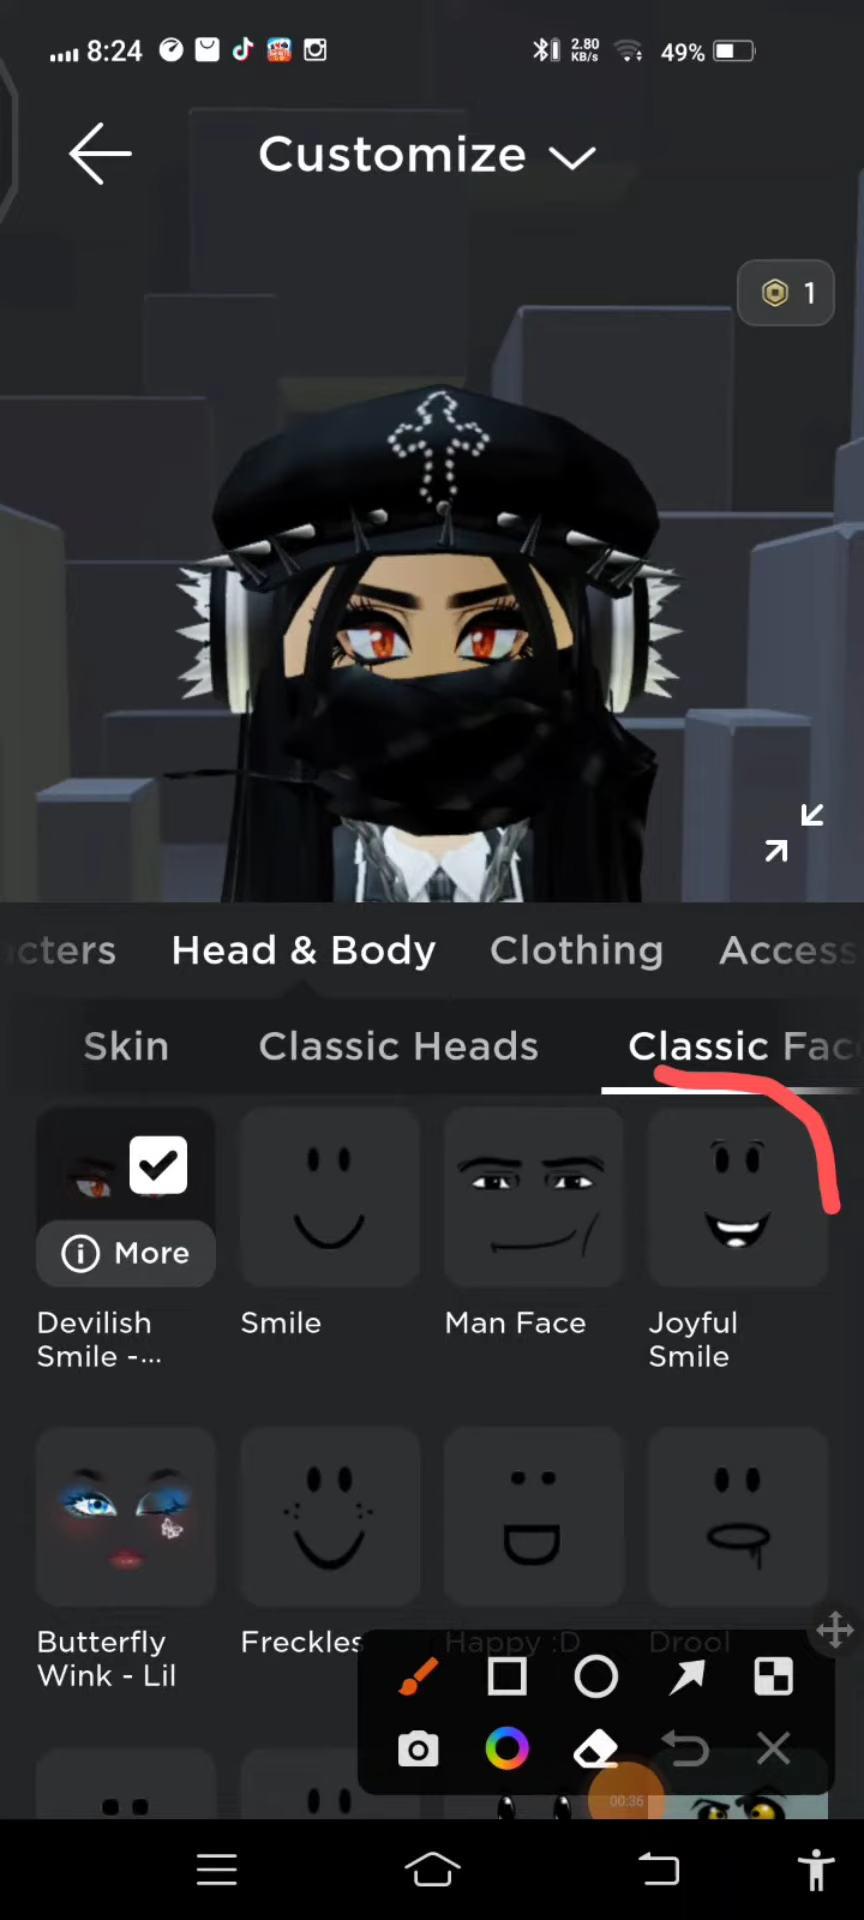 8:24
2.80
KB/s
49%
Customize
1
acters Head & Body Clothing Access
Skin Classic Heads Classic Fac
More
Devilish
Smile -...
Smile
Man Face
Joyful
Smile
Butterfly
Wink - Lil
Freckles
Happy :D
Drool
00:36